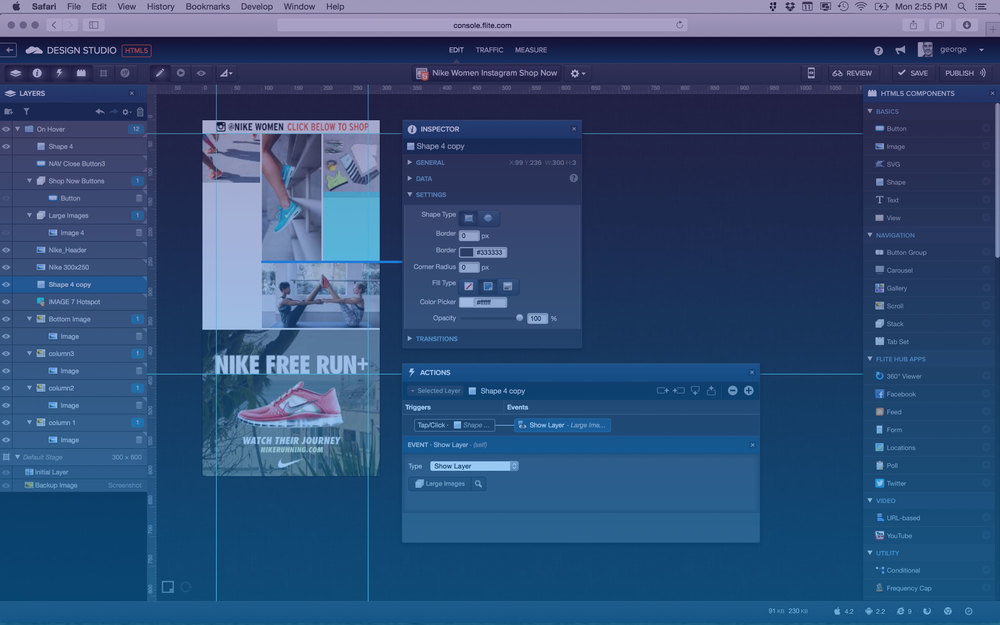 Safari File Edit View History Bookmarks Develop Window Help
Mon 2:55 PM
console.flite.com
DESIGN STUDIO HTML5
EDIT TRAFFIC MEASURE
george
Nike Women Instagram Shop Now
REVIEW SAVE PUBLISH
LAYERS
On Hover 12
Shape 4
NAV Close Button3
Shop Now Buttons 1
Button
Large Images 1
Image 4
Nike_Header
Nike 300x250
Shape 4 copy
IMAGE 7 Hotspot
Bottom Image 1
Image
column3 1
Image
column2 1
Image
column 1 1
Image
Default Stage 300 x 600
Initial Layer
Backup Image Screenshot
@NIKE WOMEN CLICK BELOW TO SHOP
NIKE FREE RUN+
WATCH THEIR JOURNEY
NIKERUNNING.COM
INSPECTOR
Shape 4 copy
GENERAL X:99 Y:236 W:300 H:3
DATA
SETTINGS
Shape Type
Border 0 px
Border #333333
Corner Radius 0 px
Fill Type
Color Picker #ffffff
Opacity 100 %
TRANSITIONS
ACTIONS
Selected Layer Shape 4 copy
Triggers Events
Tap/Click - Shape ... Show Layer - Large Ima...
EVENT - Show Layer - (self)
Type Show Layer
Large Images
HTML5 COMPONENTS
BASICS
Button
Image
SVG
Shape
Text
View
NAVIGATION
Button Group
Carousel
Gallery
Scroll
Stack
Tab Set
FLITE HUB APPS
360° Viewer
Facebook
Feed
Form
Locations
Poll
Twitter
VIDEO
URL-based
YouTube
UTILITY
Conditional
Frequency Cap
91 KB 230 KB 4.2 2.2 9